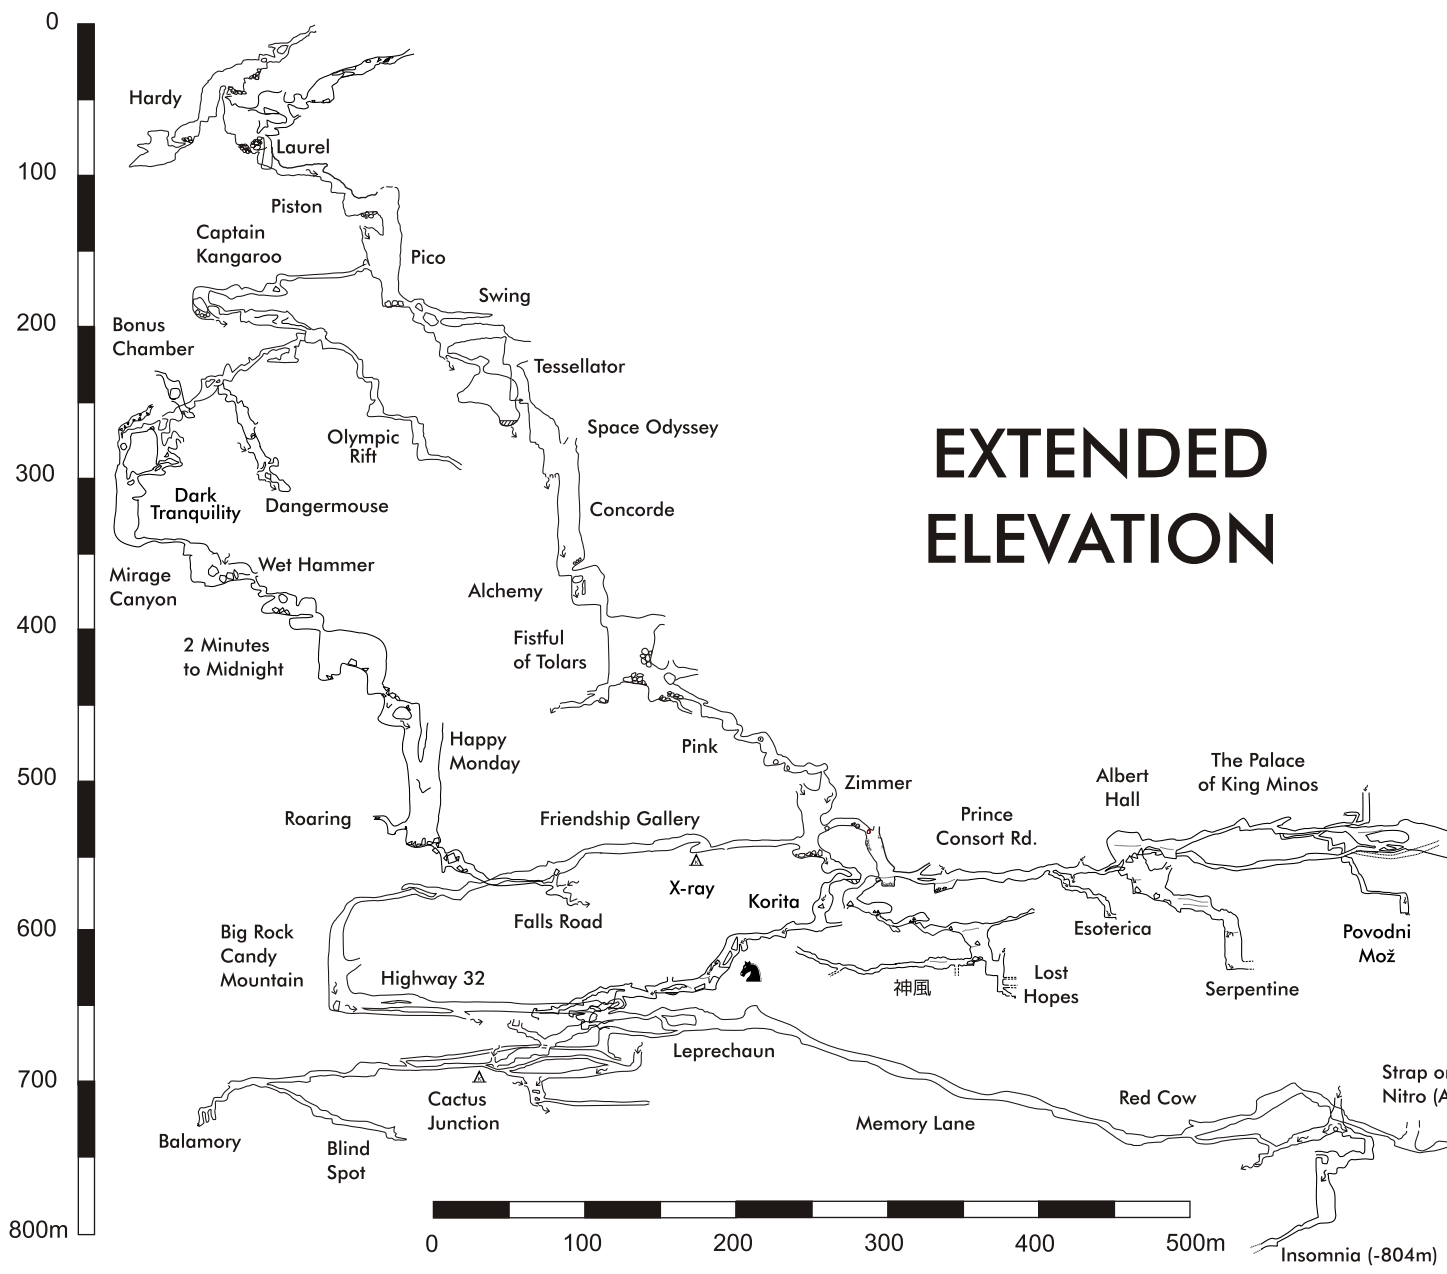 0
Hardy
Laurel
100
Piston
Captain
Kangaroo
Pico
Swing
200
Bonus
Chamber
Tessellator
Space Odyssey
Olympic
Rift
EXTENDED
ELEVATION
300
Dark
Tranquility
Dangermouse
Concorde
Mirage
Canyon
Wet Hammer
Alchemy
400
2 Minutes
to Midnight
Fistful
of Tolars
Pink
Happy
Monday
500
Zimmer
Albert
Hall
The Palace
of King Minos
Roaring
Friendship Gallery
Prince
Consort Rd.
X-ray
Korita
Falls Road
600
Big Rock
Candy
Mountain
Highway 32
Esoterica
Povodni
Mož
神風
Lost
Hopes
Serpentine
Leprechaun
700
Cactus
Junction
Red Cow
Strap o
Nitro (A
Memory Lane
Balamory
Blind
Spot
800m
0
100
200
300
400
500m
Insomnia (-804m)